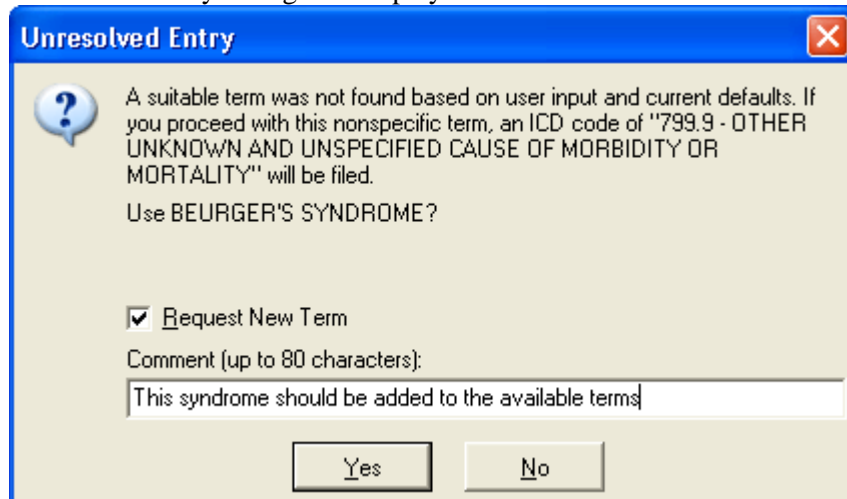 Unresolved Entry
A suitable term was not found based on user input and current defaults. If
you proceed with this nonspecific term, an ICD code of "799.9 - OTHER
UNKNOWN AND UNSPECIFIED CAUSE OF MORBIDITY OR
MORTALITY" will be filed.
Use BEURGER'S SYNDROME?
Request New Term
Comment (up to 80 characters):
This syndrome should be added to the available terms
Yes No